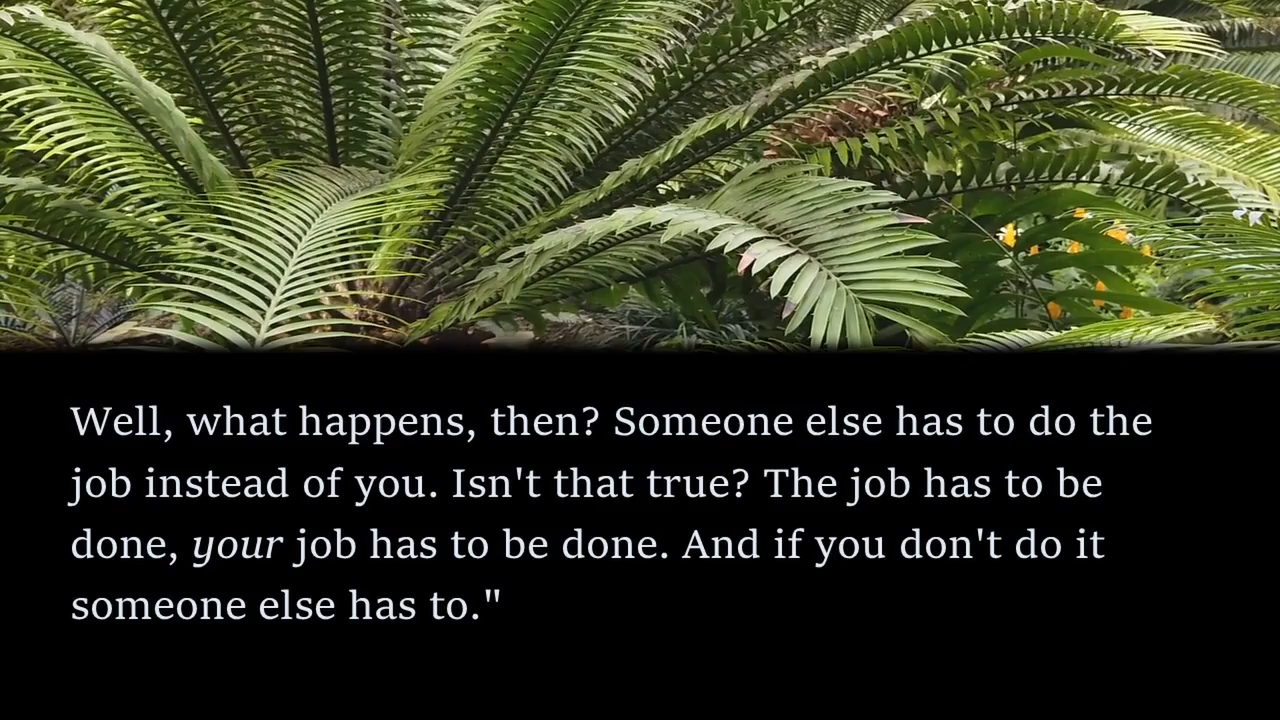 Well, what happens, then? Someone else has to do the
job instead of you. Isn't that true? The job has to be
done, your job has to be done. And if you don't do it
someone else has to."